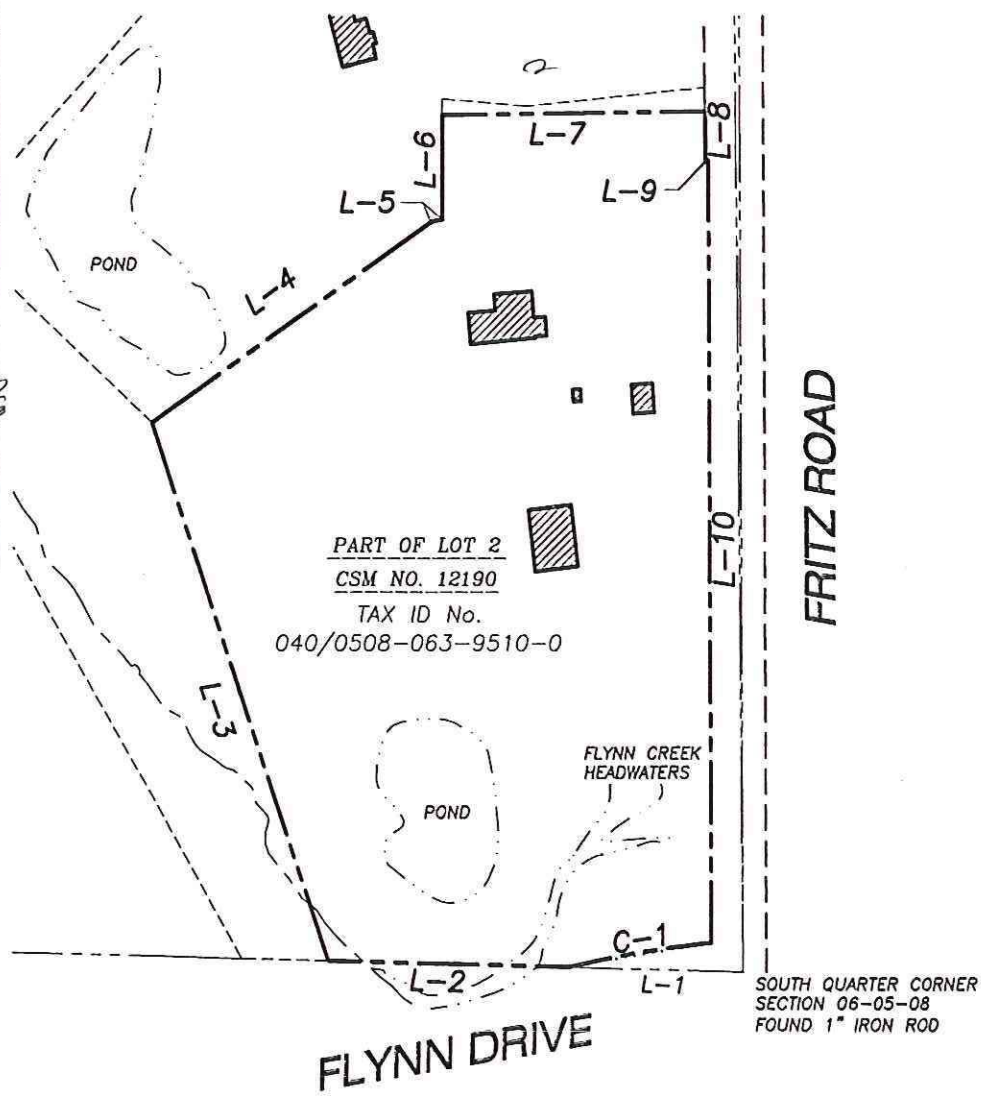 L-8
L-7
L-6
L-9
L-5
POND
L-4
FRITZ ROAD
L-10
PART OF LOT 2
CSM NO. 12190
TAX ID No.
040/0508-063-9510-0
L-3
FLYNN CREEK
HEADWATERS
POND
C-1
L-2
L-1
SOUTH QUARTER CORNER
SECTION 06-05-08
FOUND 1" IRON ROD
FLYNN DRIVE